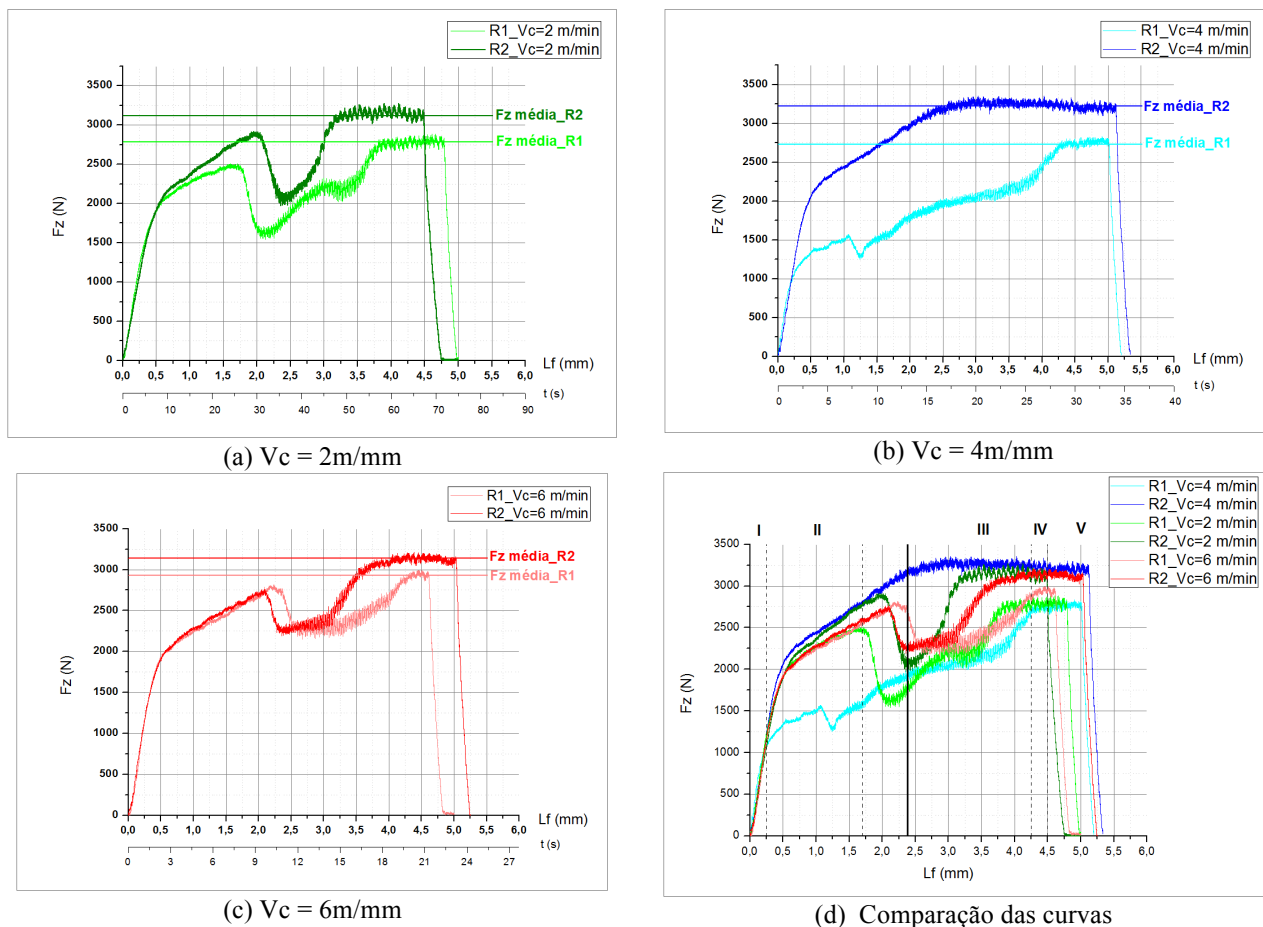 R1_Vc=2 m/min
R2_Vc=2 m/min
3500
3000
2500
2000
1500
1000
500
0
Fz (N)
Fz média_R2
Fz média_R1
0,0 0,5 1,0 1,5 2,0 2,5 3,0 3,5 4,0 4,5 5,0 5,5 6,0
Lf (mm)
t (s)
0 10 20 30 40 50 60 70 80 90
(a) Vc = 2m/mm
R1_Vc=4 m/min
R2_Vc=4 m/min
3500
3000
2500
2000
1500
1000
500
0
Fz (N)
Fz média_R2
Fz média_R1
0,0 0,5 1,0 1,5 2,0 2,5 3,0 3,5 4,0 4,5 5,0 5,5 6,0
Lf (mm)
t (s)
0 5 10 15 20 25 30 35 40
(b) Vc = 4m/mm
R1_Vc=6 m/min
R2_Vc=6 m/min
3500
3000
2500
2000
1500
1000
500
0
Fz (N)
Fz média_R2
Fz média_R1
0,0 0,5 1,0 1,5 2,0 2,5 3,0 3,5 4,0 4,5 5,0 5,5 6,0
Lf (mm)
t (s)
0 3 6 9 12 15 18 21 24 27
(c) Vc = 6m/mm
R1_Vc=4 m/min
R2_Vc=4 m/min
R1_Vc=2 m/min
R2_Vc=2 m/min
R1_Vc=6 m/min
R2_Vc=6 m/min
I II III IV V
3500
3000
2500
2000
1500
1000
500
0
Fz (N)
0,0 0,5 1,0 1,5 2,0 2,5 3,0 3,5 4,0 4,5 5,0 5,5 6,0
Lf (mm)
(d) Comparação das curvas